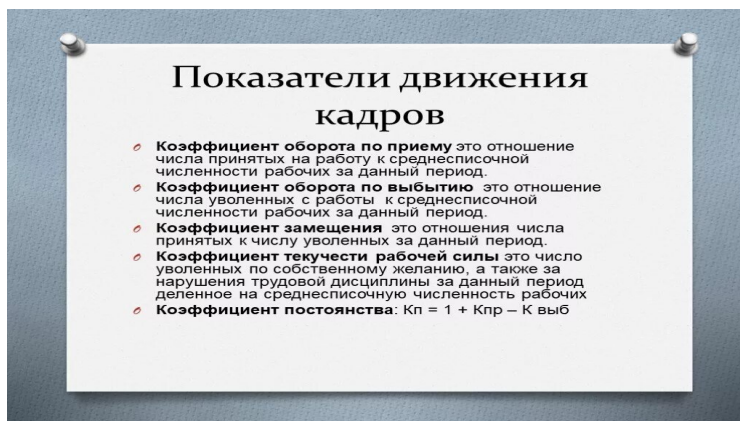 Показатели движения
кадров
Коэффициент оборота по приему это отношение
числа принятых на работу к среднесписочной
численности рабочих за данный период.
Коэффициент оборота по выбытию это отношение
числа уволенных с работы к среднесписочной
численности рабочих за данный период.
Коэффициент замещения это отношения числа
принятых к числу уволенных за данный период.
Коэффициент текучести рабочей силы это число
уволенных по собственному желанию, а также за
нарушения трудовой дисциплины за данный период
деленное на среднесписочную численность рабочих
Коэффициент постоянства: Кп = 1 + Кпр – К выб